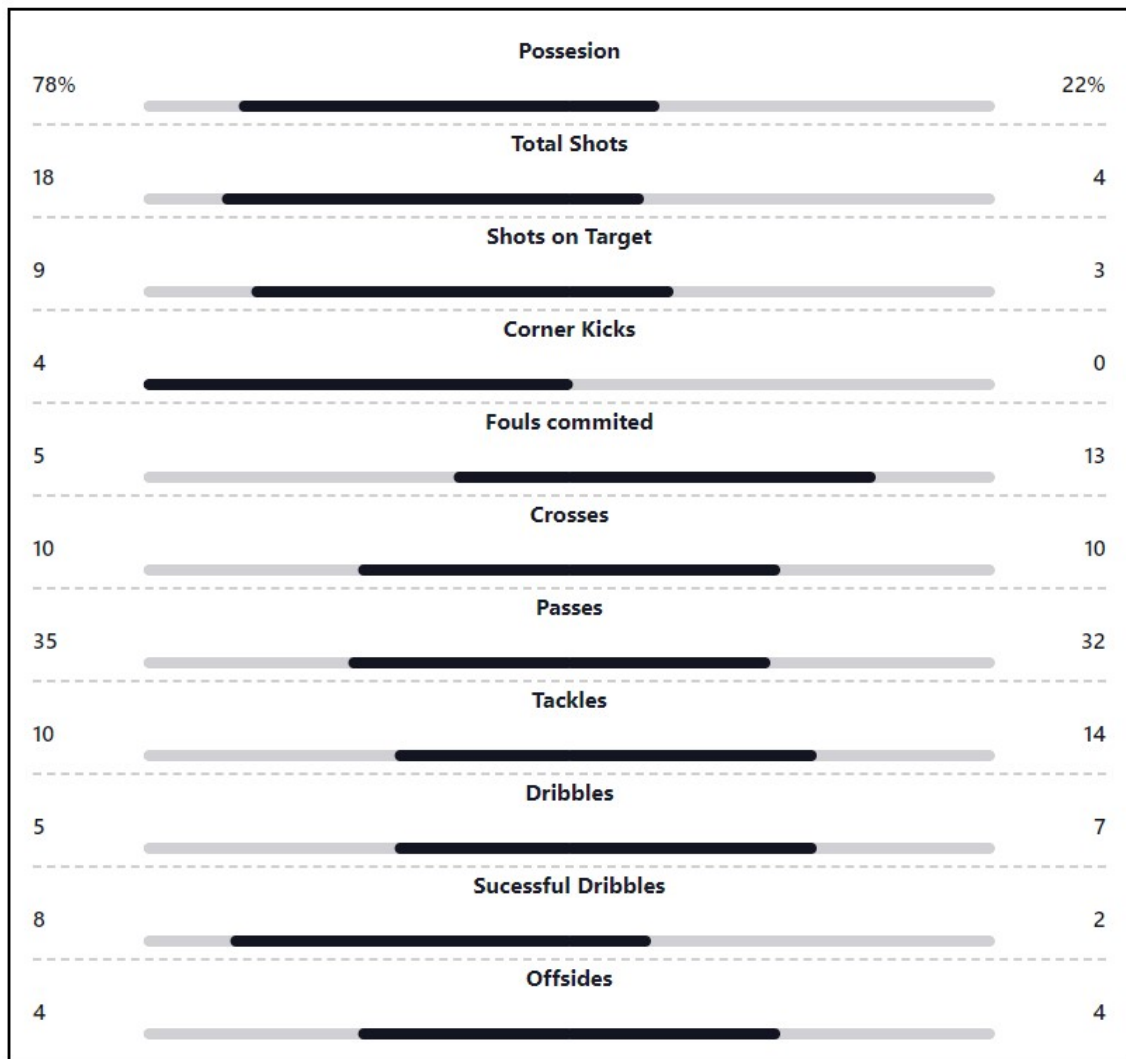 Possesion
78% 22%
Total Shots
18 4
Shots on Target
9 3
Corner Kicks
4 0
Fouls commited
5 13
Crosses
10 10
Passes
35 32
Tackles
10 14
Dribbles
5 7
Sucessful Dribbles
8 2
Offsides
4 4